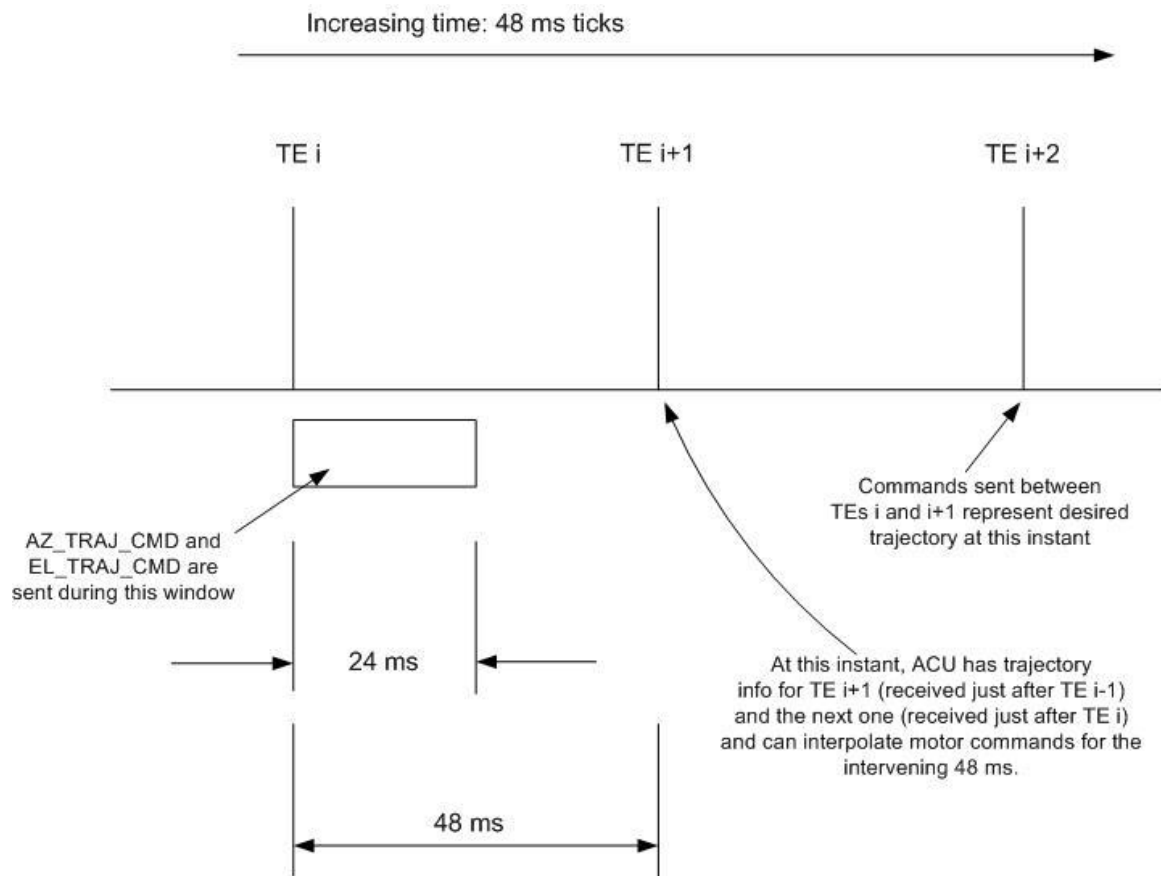 Increasing time: 48 ms ticks
TE i
TE i+1
TE i+2
Commands sent between
TEs i and i+1 represent desired
trajectory at this instant
AZ_TRAJ_CMD and
EL_TRAJ_CMD are
sent during this window
24 ms
At this instant, ACU has trajectory
info for TE i+1 (received just after TE i-1)
and the next one (received just after TE i)
and can interpolate motor commands for the
intervening 48 ms.
48 ms